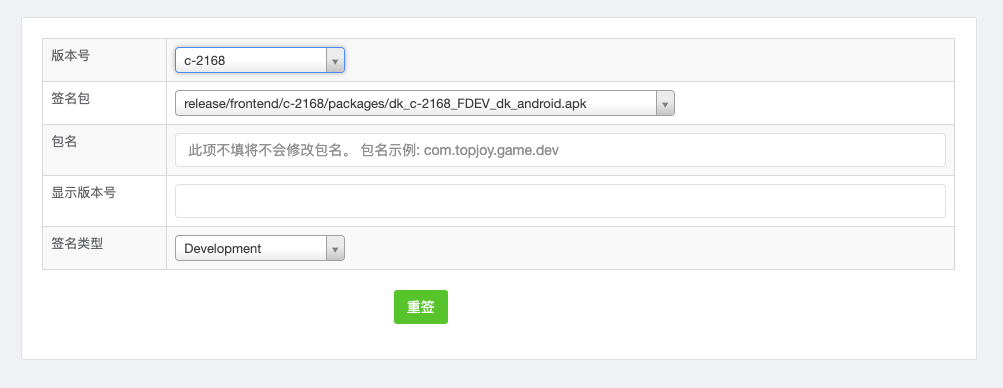 版本号
c-2168
签名包
release/frontend/c-2168/packages/dk_c-2168_FDEV_dk_android.apk
包名
此项不填将不会修改包名。 包名示例: com.topjoy.game.dev
显示版本号
签名类型
Development
重签